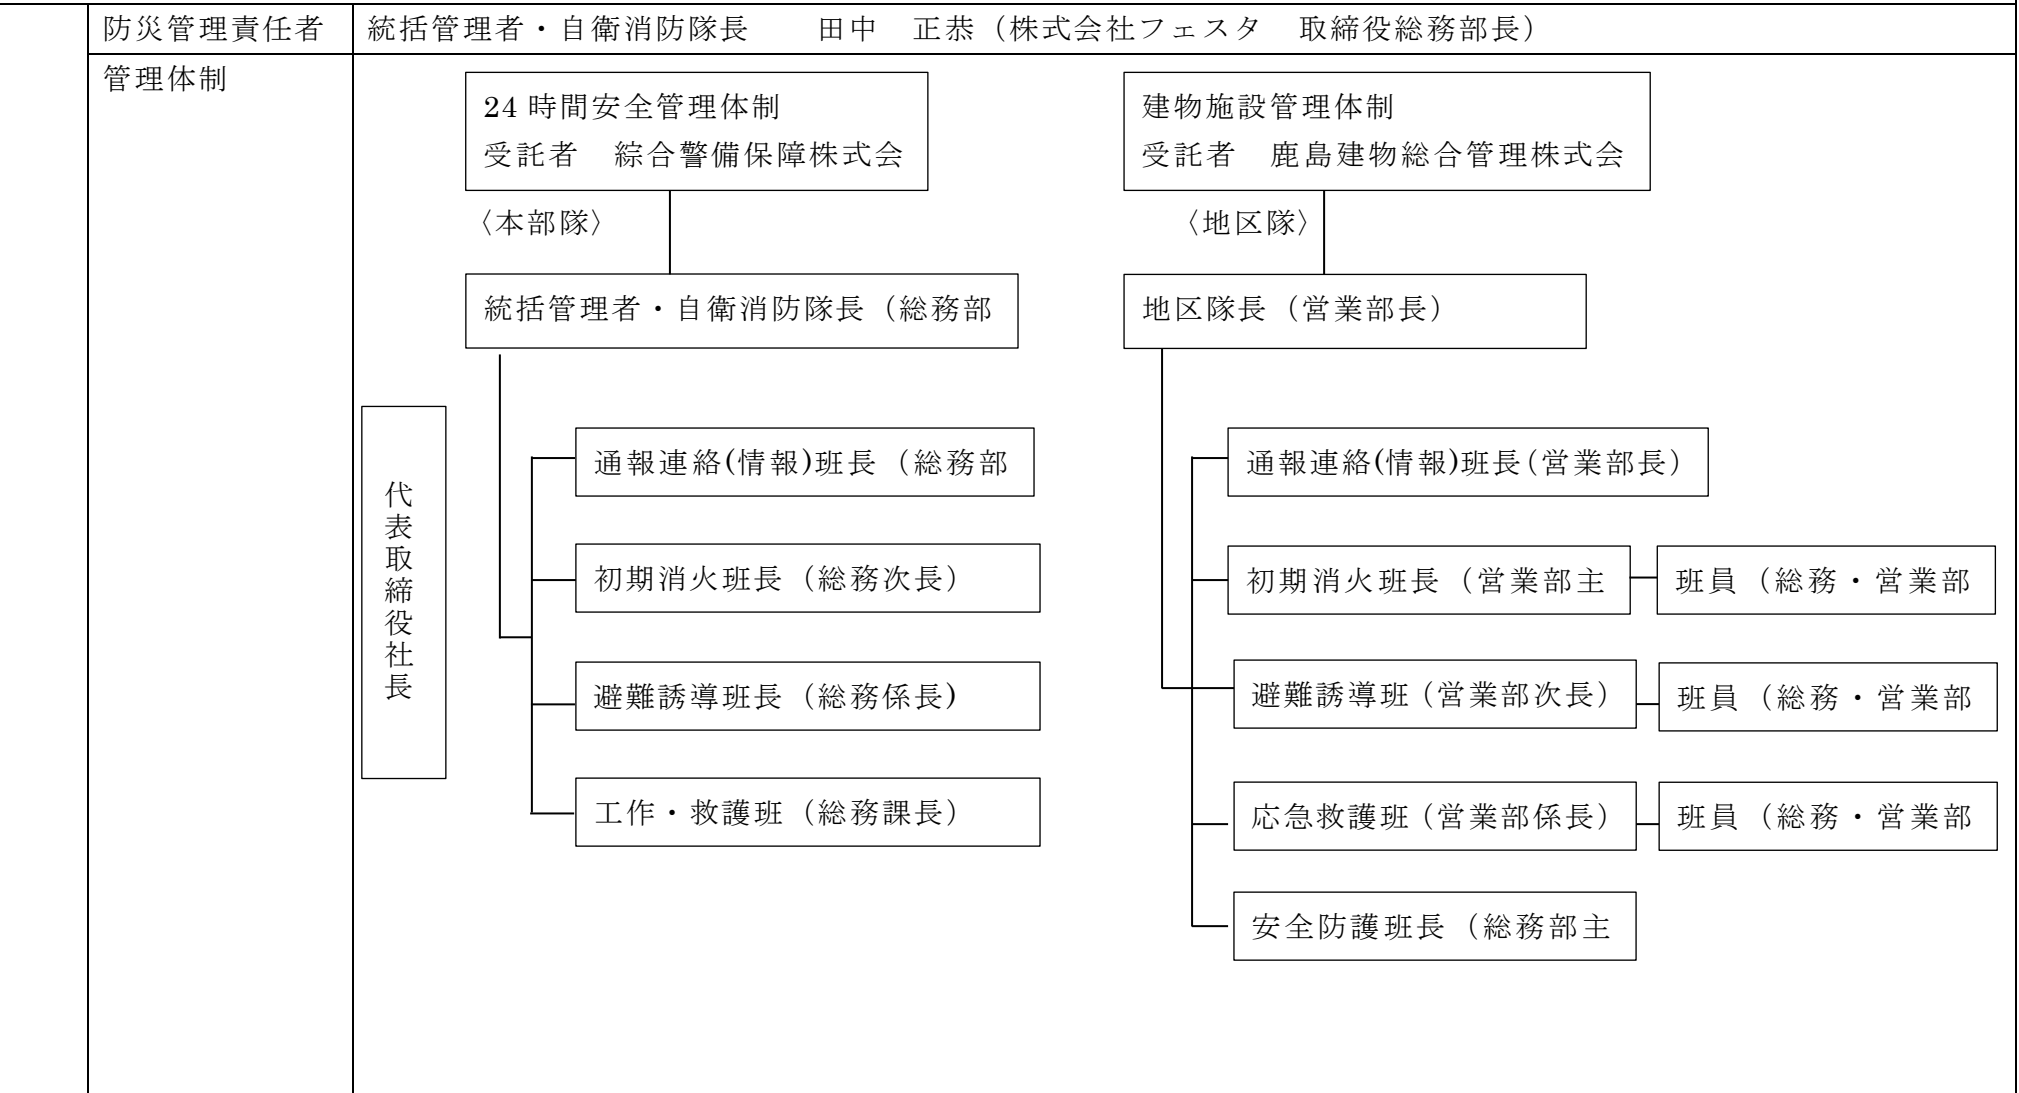 防災管理責任者
統括管理者・自衛消防隊長　　田中　正恭（株式会社フェスタ　取締役総務部長）
管理体制
24 時間安全管理体制
受託者　綜合警備保障株式会
建物施設管理体制
受託者　鹿島建物総合管理株式会
〈本部隊〉
〈地区隊〉
統括管理者・自衛消防隊長（総務部
地区隊長（営業部長）
代表取締役社長
通報連絡(情報)班長（総務部
初期消火班長（総務次長）
避難誘導班長（総務係長)
工作・救護班（総務課長）
通報連絡(情報)班長（営業部長）
初期消火班長（営業部主
班員（総務・営業部
避難誘導班（営業部次長）
班員（総務・営業部
応急救護班（営業部係長）
班員（総務・営業部
安全防護班長（総務部主